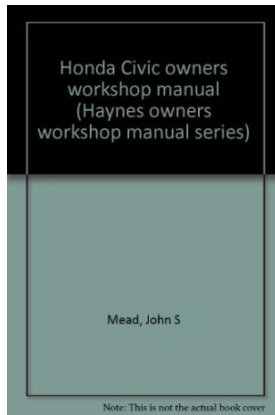 Honda Civic owners
workshop manual
(Haynes owners
workshop manual series)
Mead, John S
Note: This is not the actual book cover